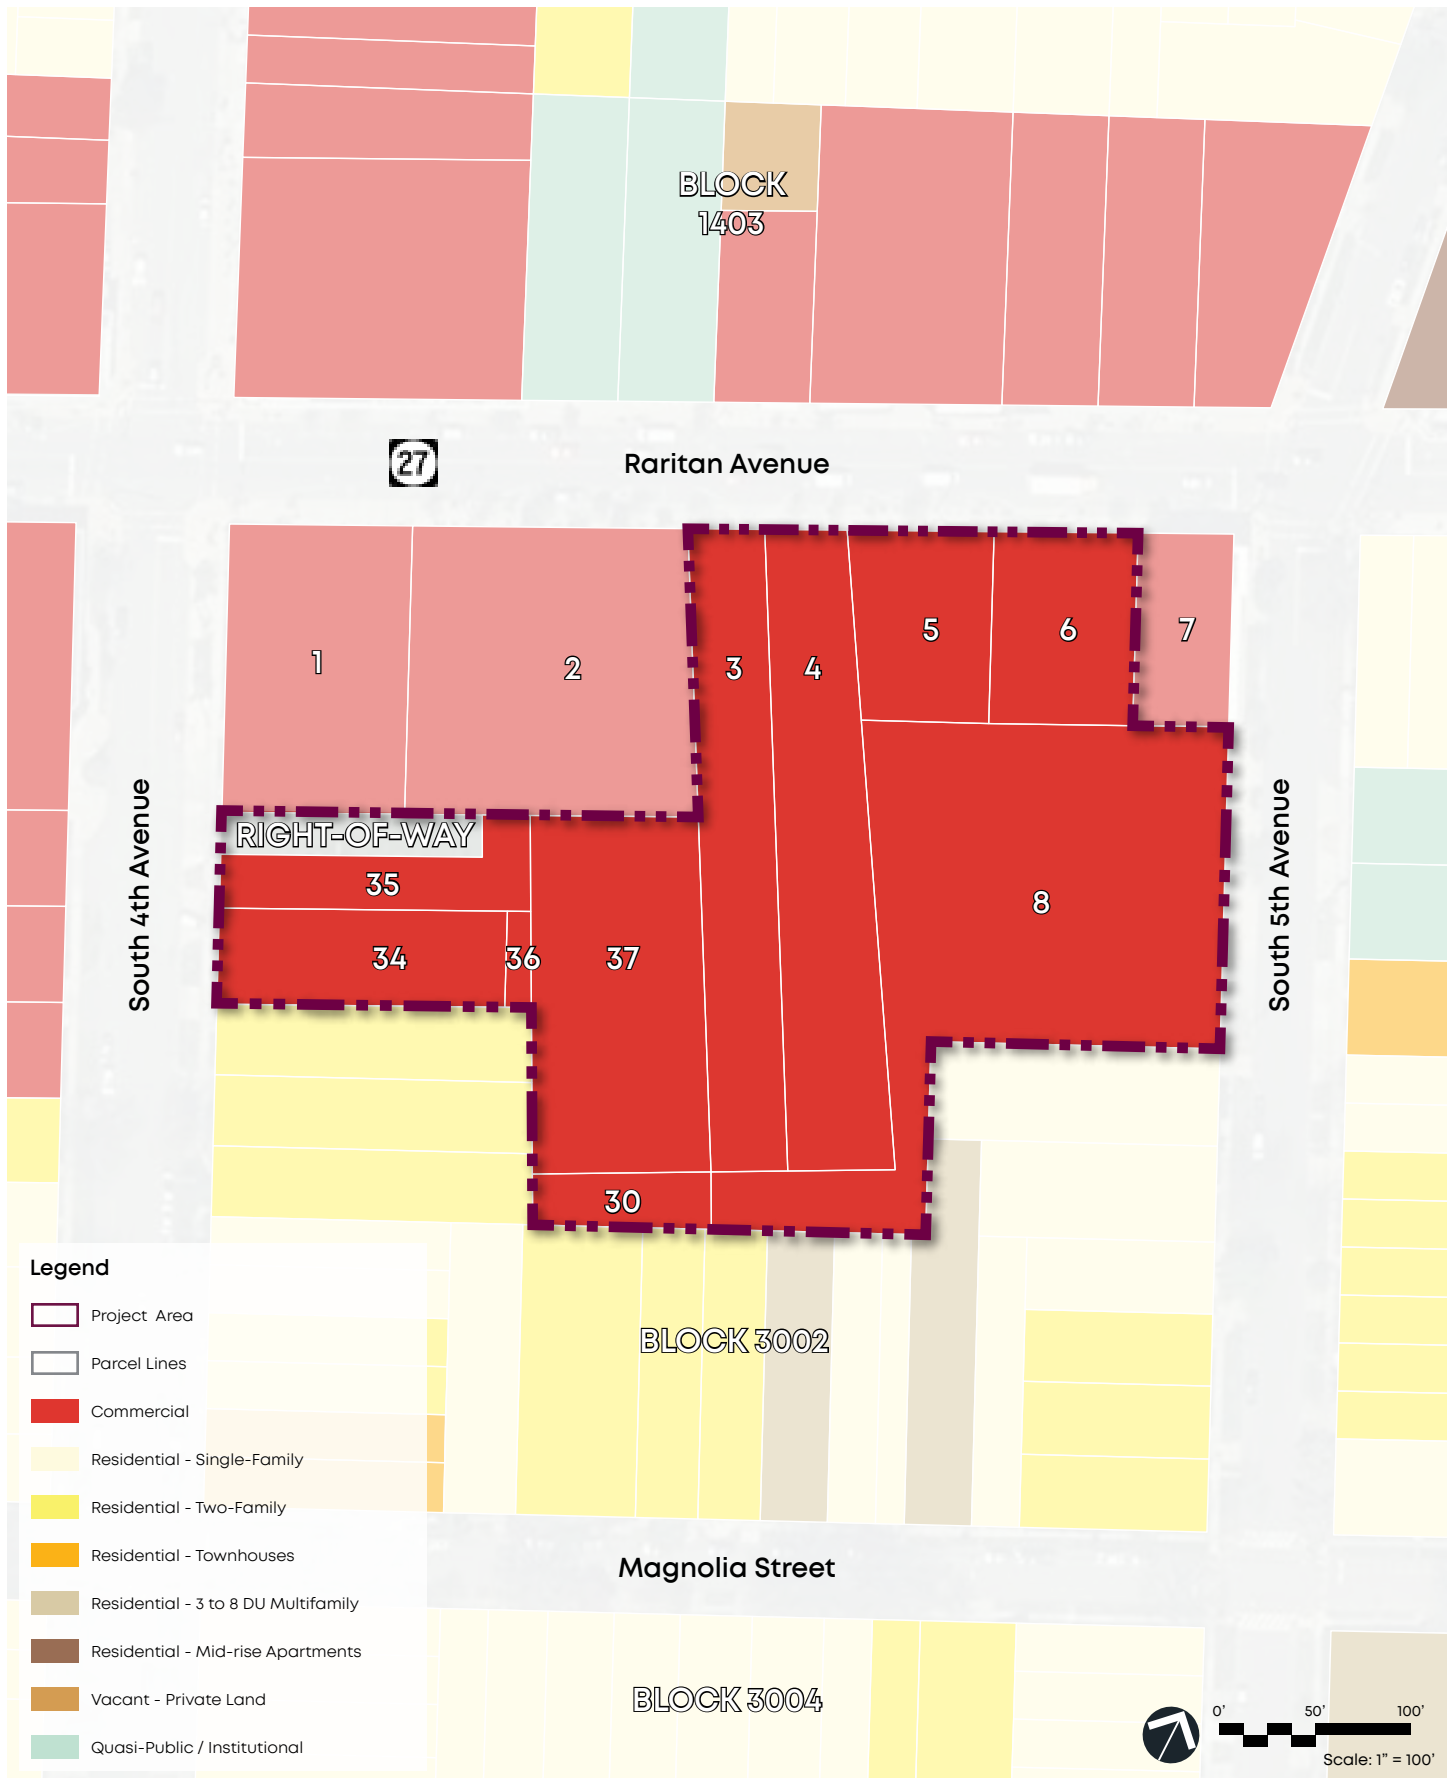 BLOCK
1403
27
Raritan Avenue
1
2
3
4
5
6
7
South 4th Avenue
RIGHT-OF-WAY
35
34
36
37
8
South 5th Avenue
30
BLOCK 3002
Legend
Project Area
Parcel Lines
Commercial
Residential - Single-Family
Residential - Two-Family
Residential - Townhouses
Residential - 3 to 8 DU Multifamily
Residential - Mid-rise Apartments
Vacant - Private Land
Quasi-Public / Institutional
Magnolia Street
BLOCK 3004
0’ 50’ 100’
Scale: 1” = 100’